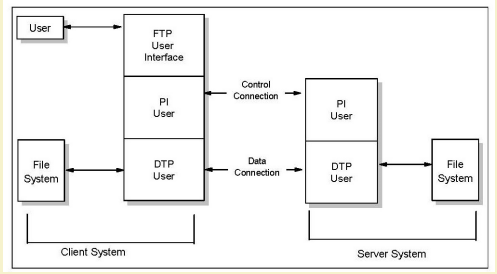 User
FTP
User
Interface
Control
Connection
PI
User
PI
User
File
System
DTP
User
Data
Connection
DTP
User
File
System
Client System
Server System